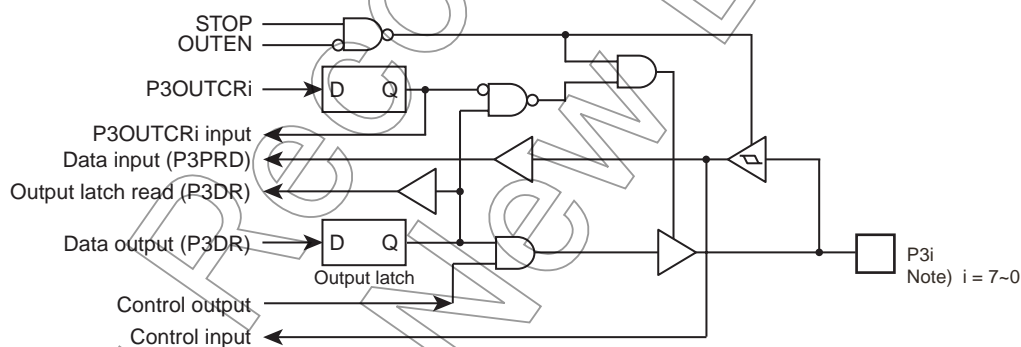 STOP
OUTEN
P3OUTCRi
D Q
P3OUTCRi input
Data input (P3PRD)
Output latch read (P3DR)
Data output (P3DR)
D Q
Output latch
Control output
Control input
P3i
Note) i = 7~0